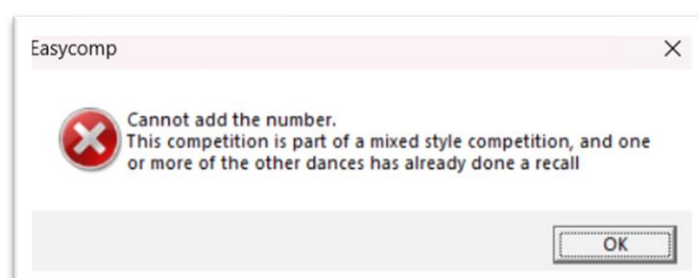 Easycomp
Cannot add the number.
This competition is part of a mixed style competition, and one
or more of the other dances has already done a recall
OK